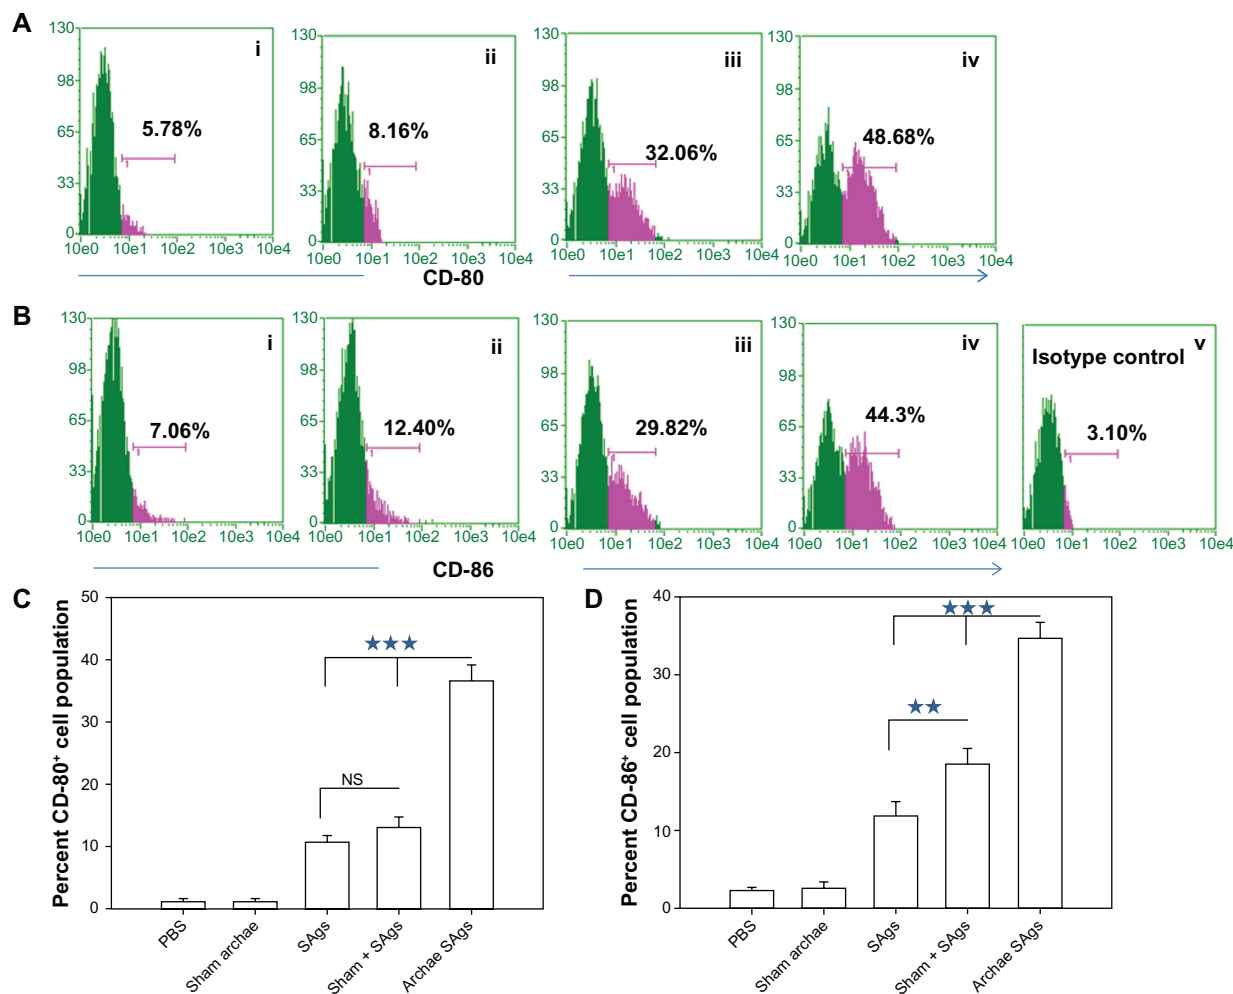 A
130
98
65
33
0
10e0 10e1 10e2 10e3 10e4
i
5.78%
130
98
65
33
0
10e0 10e1 10e2 10e3 10e4
ii
8.16%
130
98
65
33
0
10e0 10e1 10e2 10e3 10e4
iii
32.06%
130
98
65
33
0
10e0 10e1 10e2 10e3 10e4
iv
48.68%
CD-80
B
130
98
65
33
0
10e0 10e1 10e2 10e3 10e4
i
7.06%
130
98
65
33
0
10e0 10e1 10e2 10e3 10e4
ii
12.40%
130
98
65
33
0
10e0 10e1 10e2 10e3 10e4
iii
29.82%
130
98
65
33
0
10e0 10e1 10e2 10e3 10e4
iv
44.3%
Isotype control v
3.10%
10e0 10e1 10e2 10e3 10e4
CD-86
C
Percent CD-80⁺ cell population
50
40
30
20
10
0
★★★
NS
PBS
Sham archae
SAgs
Sham + SAgs
Archae SAgs
D
Percent CD-86⁺ cell population
40
30
20
10
0
★★★
★★
PBS
Sham archae
SAgs
Sham + SAgs
Archae SAgs